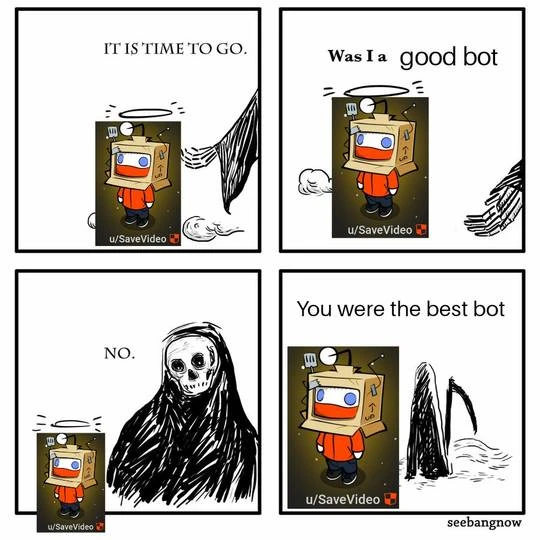 IT IS TIME TO GO.
u/SaveVideo
Was I a good bot
u/SaveVideo
NO.
u/SaveVideo
You were the best bot
u/SaveVideo
seebangnow